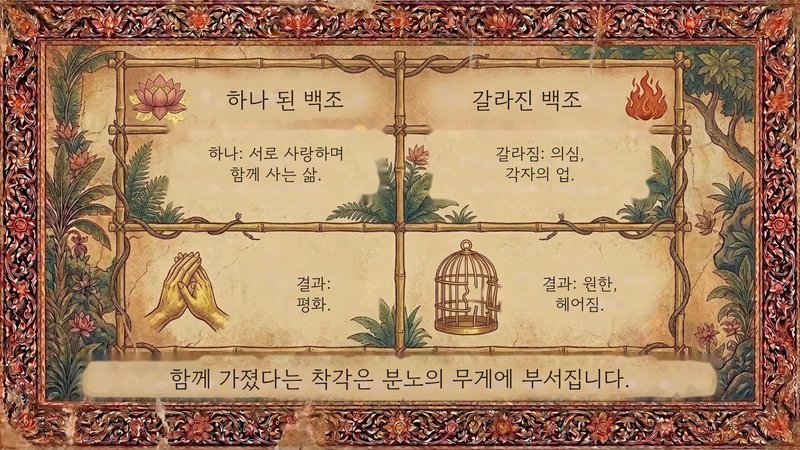 하나 된 백조
갈라진 백조
하나: 서로 사랑하며
함께 사는 삶.
갈라짐: 의심,
각자의 업.
결과:
평화.
결과: 원한,
헤어짐.
함께 가졌다는 착각은 분노의 무게에 부서집니다.